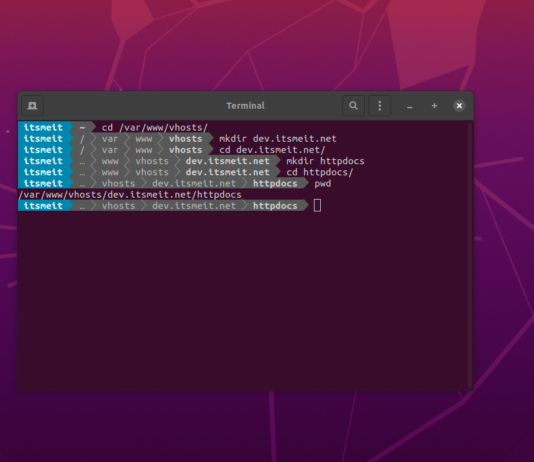 Terminal
itsmeit ~ cd /var/www/vhosts/
itsmeit / var www vhosts mkdir dev.itsmeit.net
itsmeit / var www vhosts cd dev.itsmeit.net/
itsmeit … www vhosts dev.itsmeit.net mkdir httpdocs
itsmeit … www vhosts dev.itsmeit.net cd httpdocs/
itsmeit … vhosts dev.itsmeit.net httpdocs pwd
/var/www/vhosts/dev.itsmeit.net/httpdocs
itsmeit … vhosts dev.itsmeit.net httpdocs